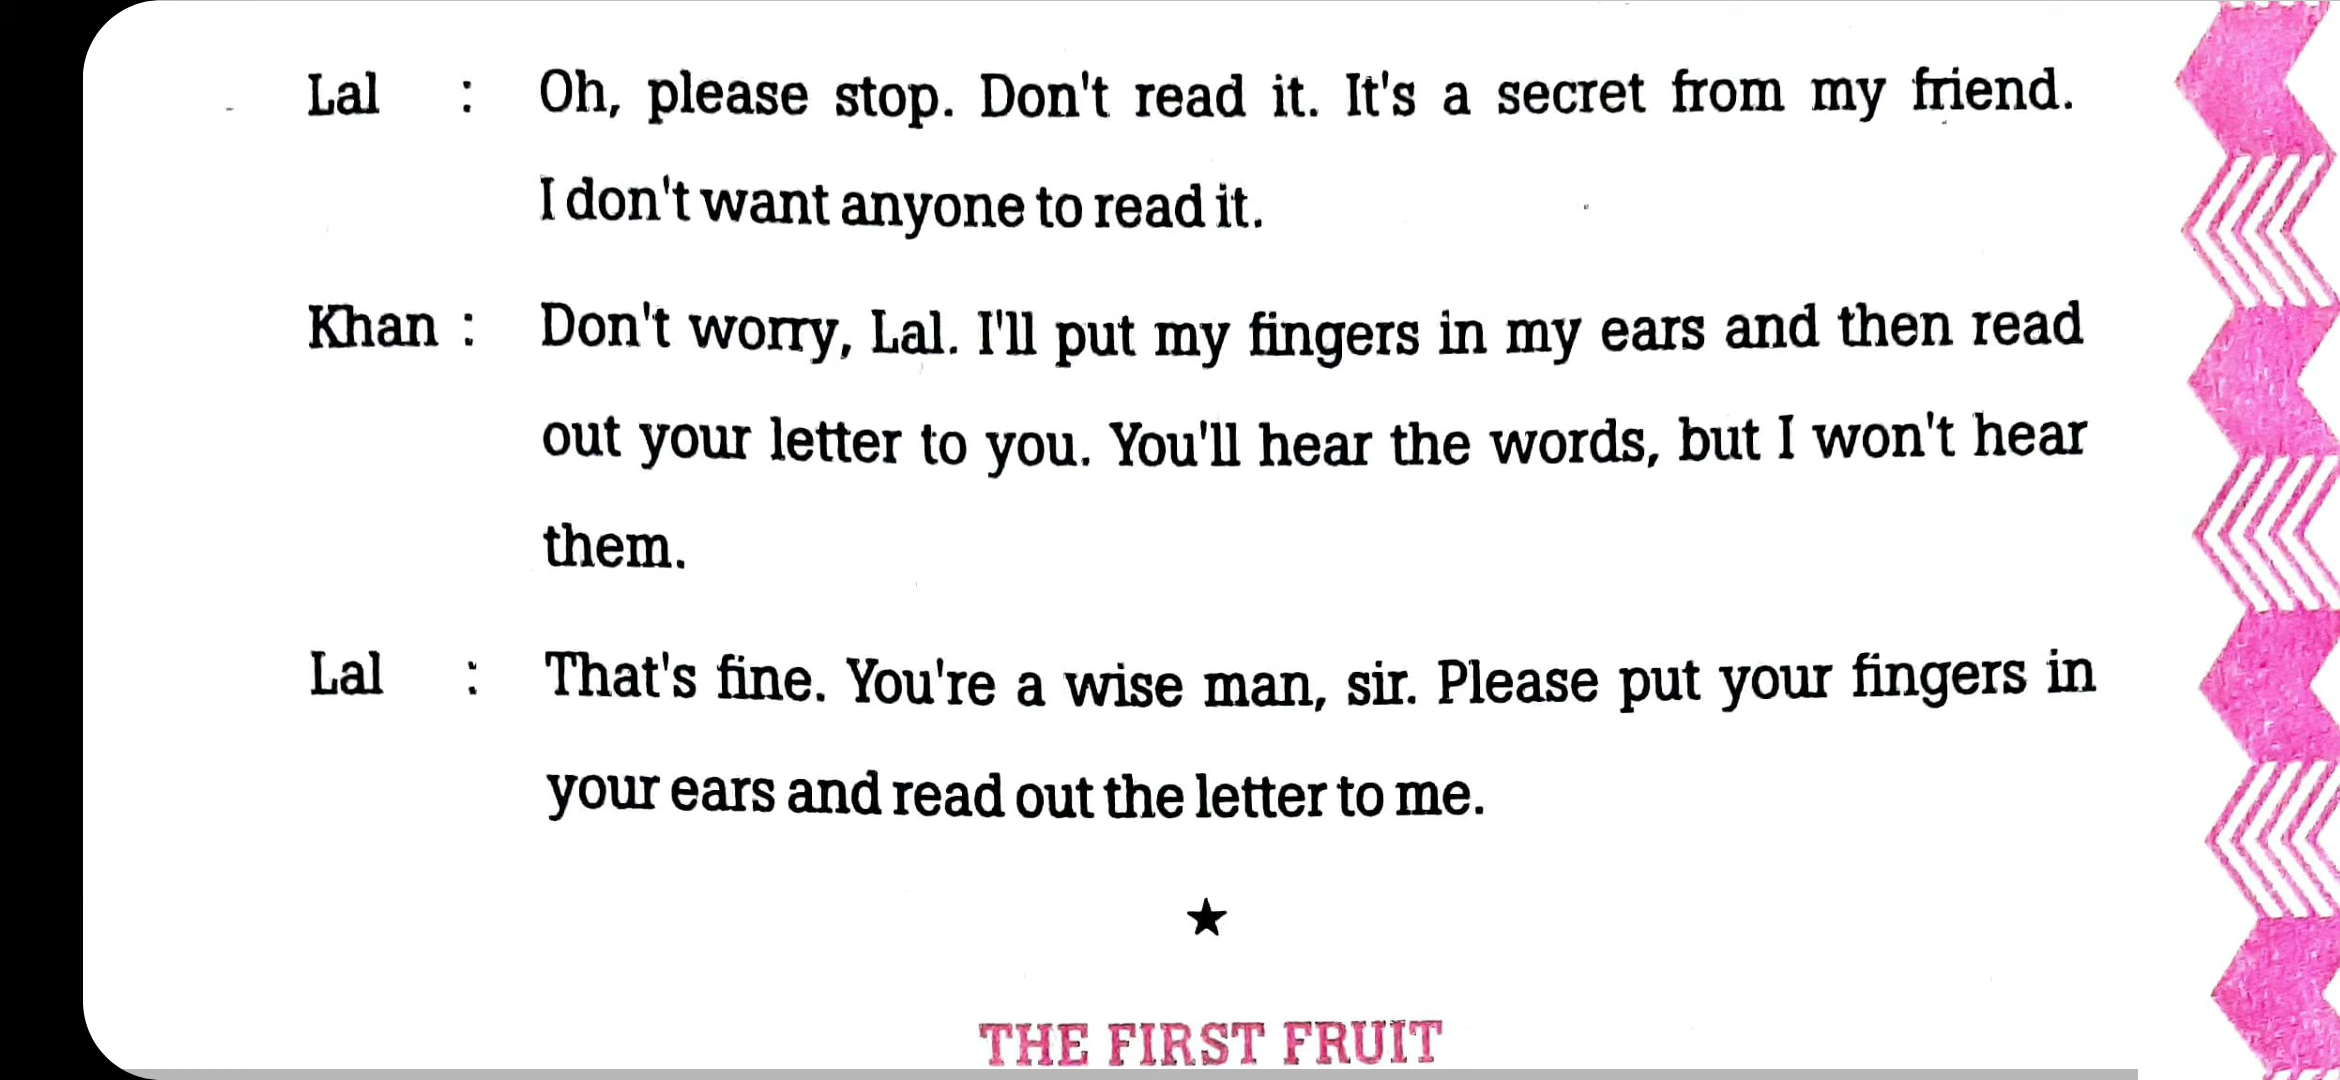 Lal : Oh, please stop. Don't read it. It's a secret from my friend.
I don't want anyone to read it.
Khan : Don't worry, Lal. I'll put my fingers in my ears and then read
out your letter to you. You'll hear the words, but I won't hear
them.
Lal : That's fine. You're a wise man, sir. Please put your fingers in
your ears and read out the letter to me.
★
THE FIRST FRUIT